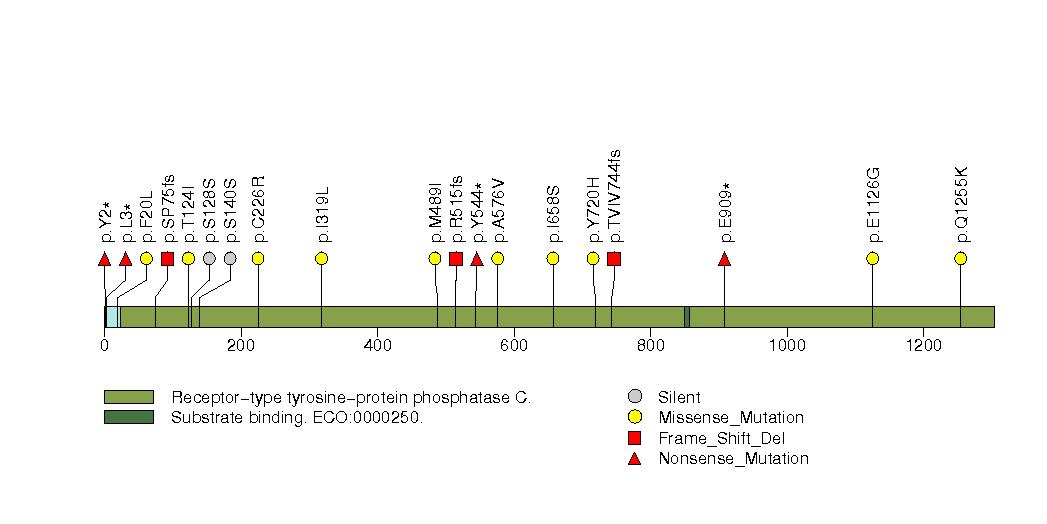 p.Y2*
p.L3*
p.F20L
p.SP75fs
p.T124I
p.S128S
p.S140S
p.C226R
p.I319L
p.M489I
p.R515fs
p.Y544*
p.A576V
p.I658S
p.Y720H
p.TVIV744fs
p.E909*
p.E1126G
p.Q1255K
0 200 400 600 800 1000 1200
Receptor−type tyrosine−protein phosphatase C.
Substrate binding. ECO:0000250.
Silent
Missense_Mutation
Frame_Shift_Del
Nonsense_Mutation